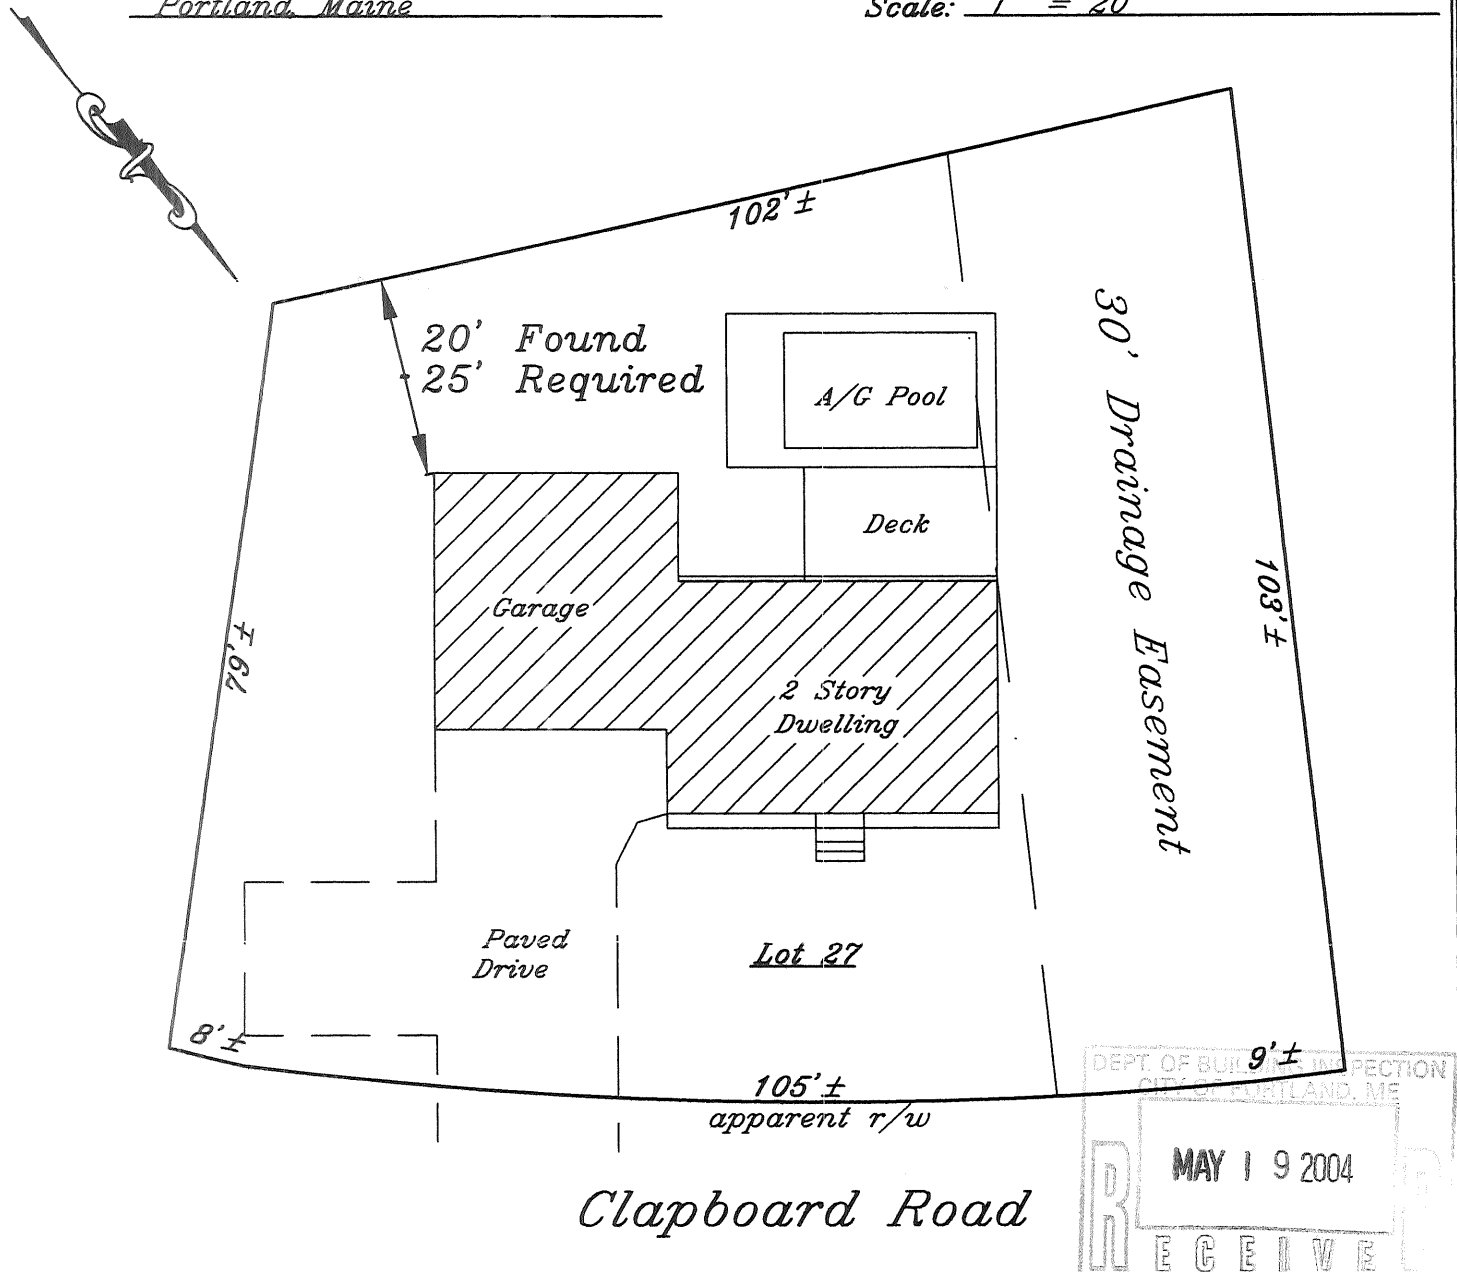 Portland, Maine
Scale: 1" = 20'
102'±
20' Found
25' Required
A/G Pool
30' Drainage Easement
Deck
Garage
103'±
79'±
2 Story
Dwelling
Paved
Drive
Lot 27
8'±
9'±
105'±
apparent r/w
DEPT. OF BUILDING INSPECTION
CITY OF PORTLAND, ME
MAY 19 2004
RECEIVE
Clapboard Road